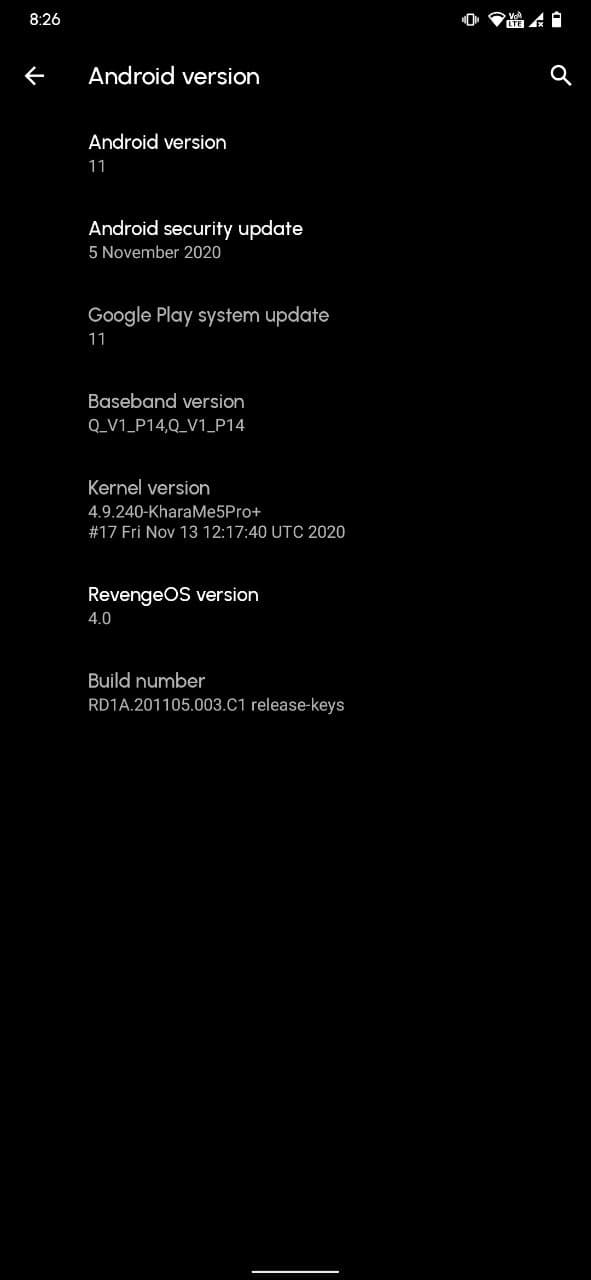 8:26
Vo))
LTE
Android version
Android version
11
Android security update
5 November 2020
Google Play system update
11
Baseband version
Q_V1_P14,Q_V1_P14
Kernel version
4.9.240-KharaMe5Pro+
#17 Fri Nov 13 12:17:40 UTC 2020
RevengeOS version
4.0
Build number
RD1A.201105.003.C1 release-keys